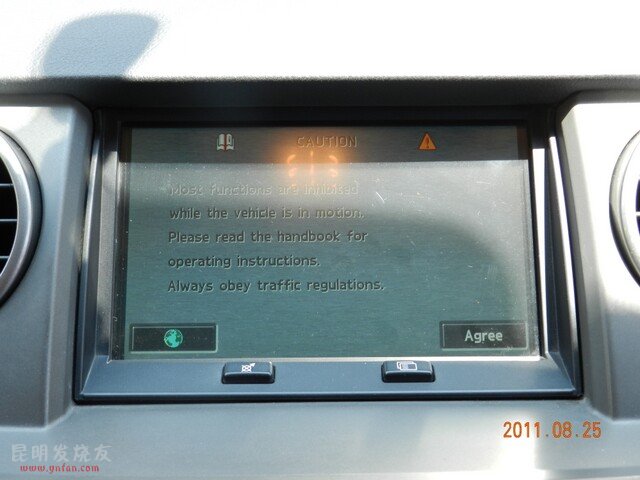 CAUTION
Most functions are inhibited
while the vehicle is in motion.
Please read the handbook for
operating instructions.
Always obey traffic regulations.
Agree
2011.08.25
昆明发烧友
www.ynfan.com